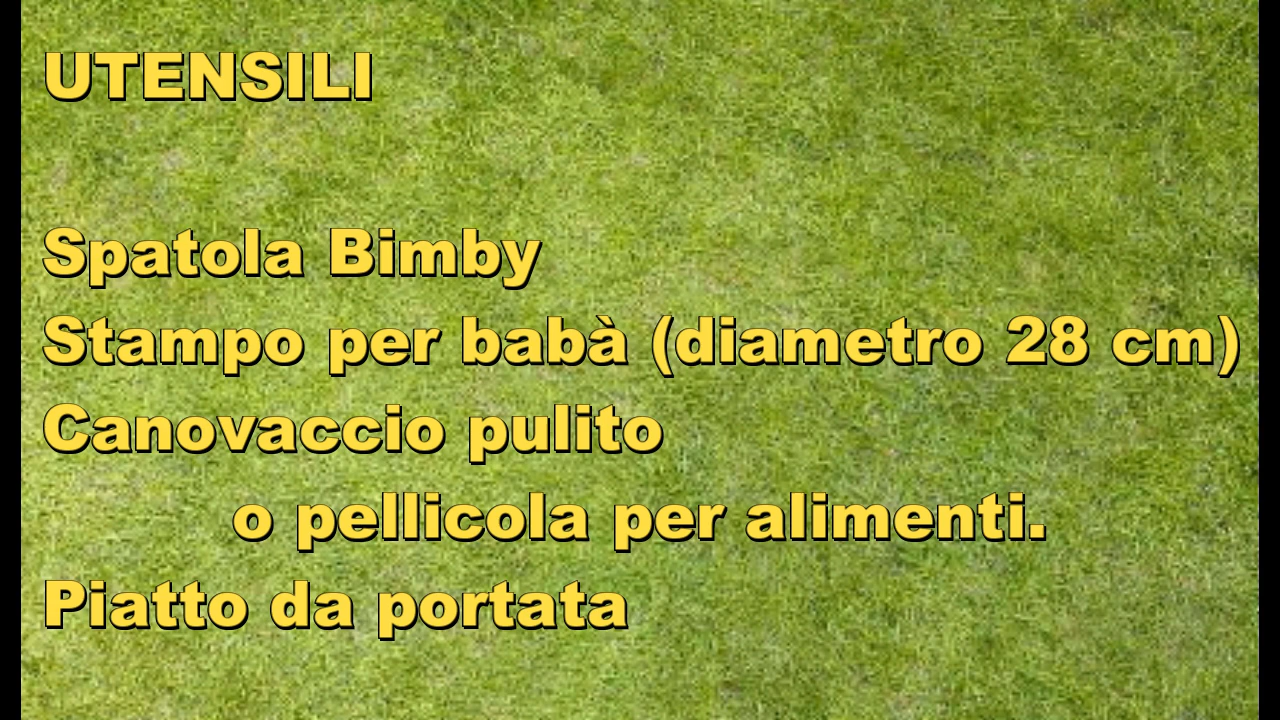 UTENSILI
Spatola Bimby
Stampo per babà (diametro 28 cm)
Canovaccio pulito
o pellicola per alimenti.
Piatto da portata